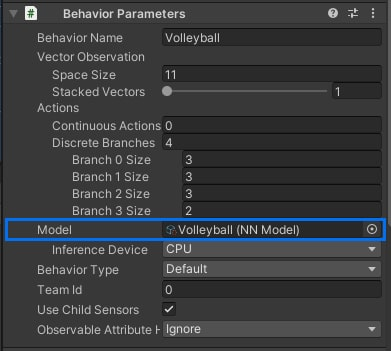 # Behavior Parameters
Behavior Name Volleyball
Vector Observation
Space Size 11
Stacked Vectors 1
Actions
Continuous Actions 0
Discrete Branches 4
Branch 0 Size 3
Branch 1 Size 3
Branch 2 Size 3
Branch 3 Size 2
Model Volleyball (NN Model)
Inference Device CPU
Behavior Type Default
Team Id 0
Use Child Sensors
Observable Attribute H Ignore